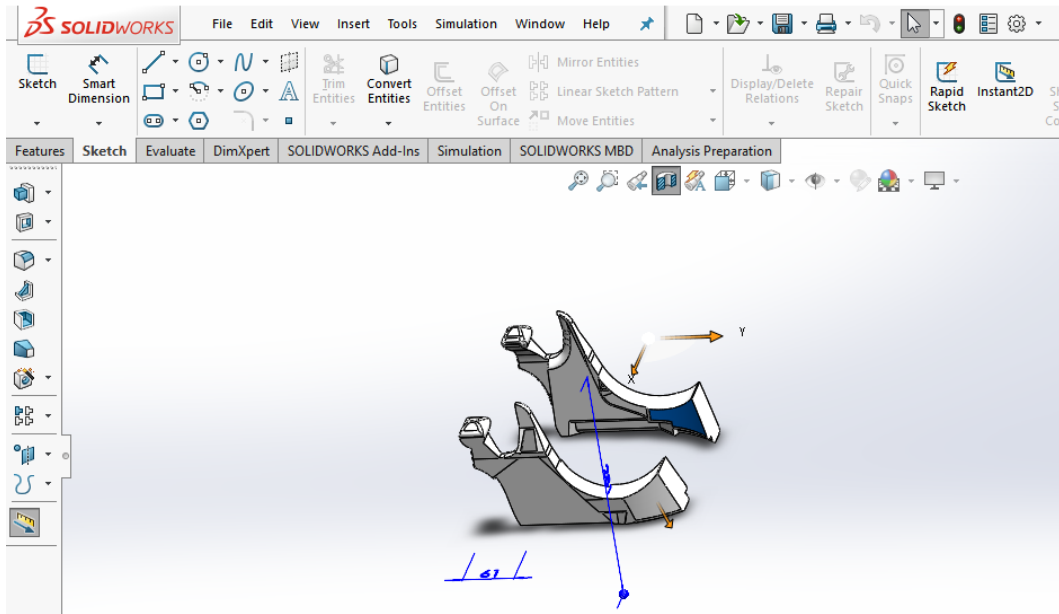 SOLIDWORKS File Edit View Insert Tools Simulation Window Help
Sketch Smart Dimension Trim Entities Convert Entities Offset Entities Offset On Surface Mirror Entities Linear Sketch Pattern Move Entities Display/Delete Relations Repair Sketch Quick Snaps Rapid Sketch Instant2D
Features Sketch Evaluate DimXpert SOLIDWORKS Add-Ins Simulation SOLIDWORKS MBD Analysis Preparation
Y
X
61